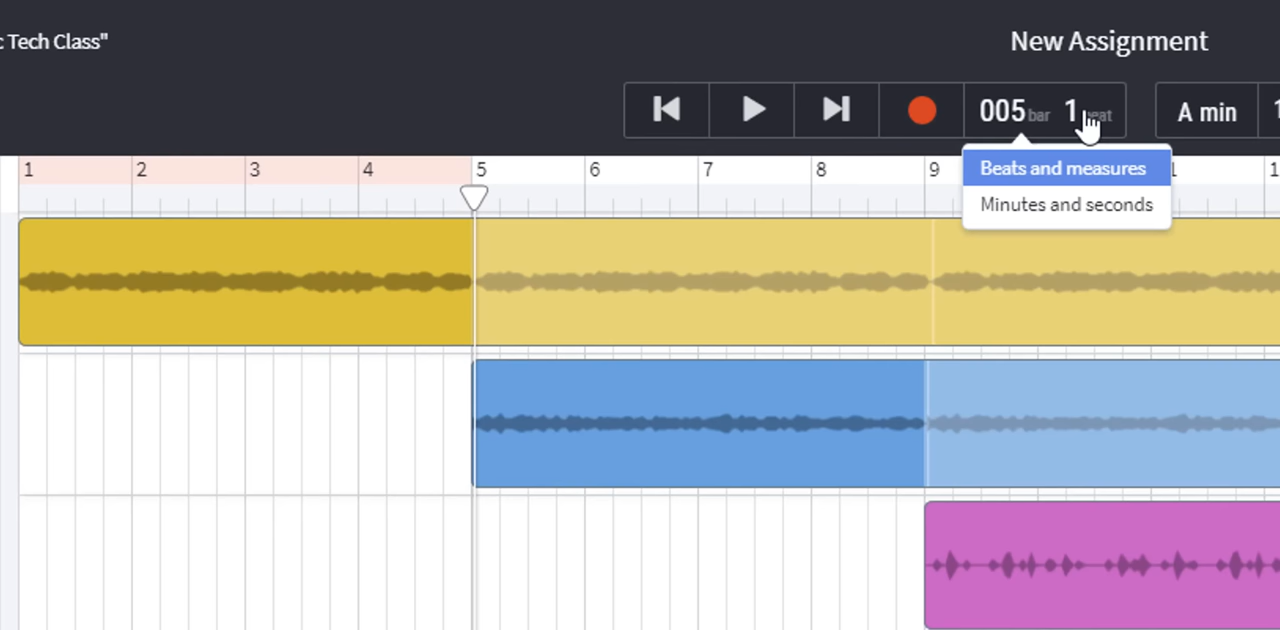 c Tech Class"
New Assignment
005 bar 1
A min
1 2 3 4 5 6 7 8 9
Beats and measures
Minutes and seconds